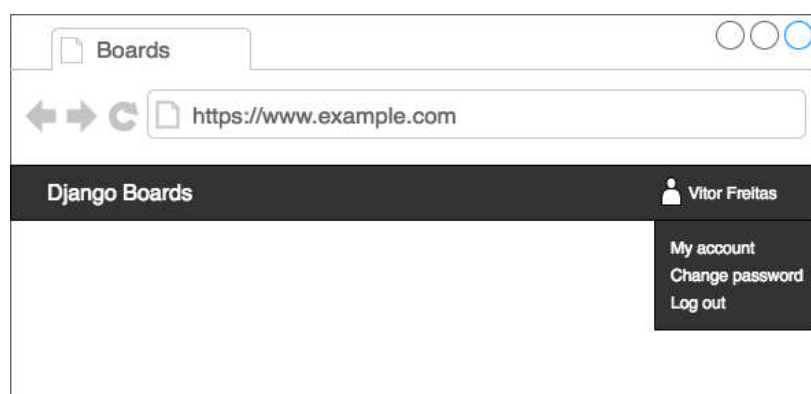 Boards
https://www.example.com
Django Boards
Vitor Freitas
My account
Change password
Log out